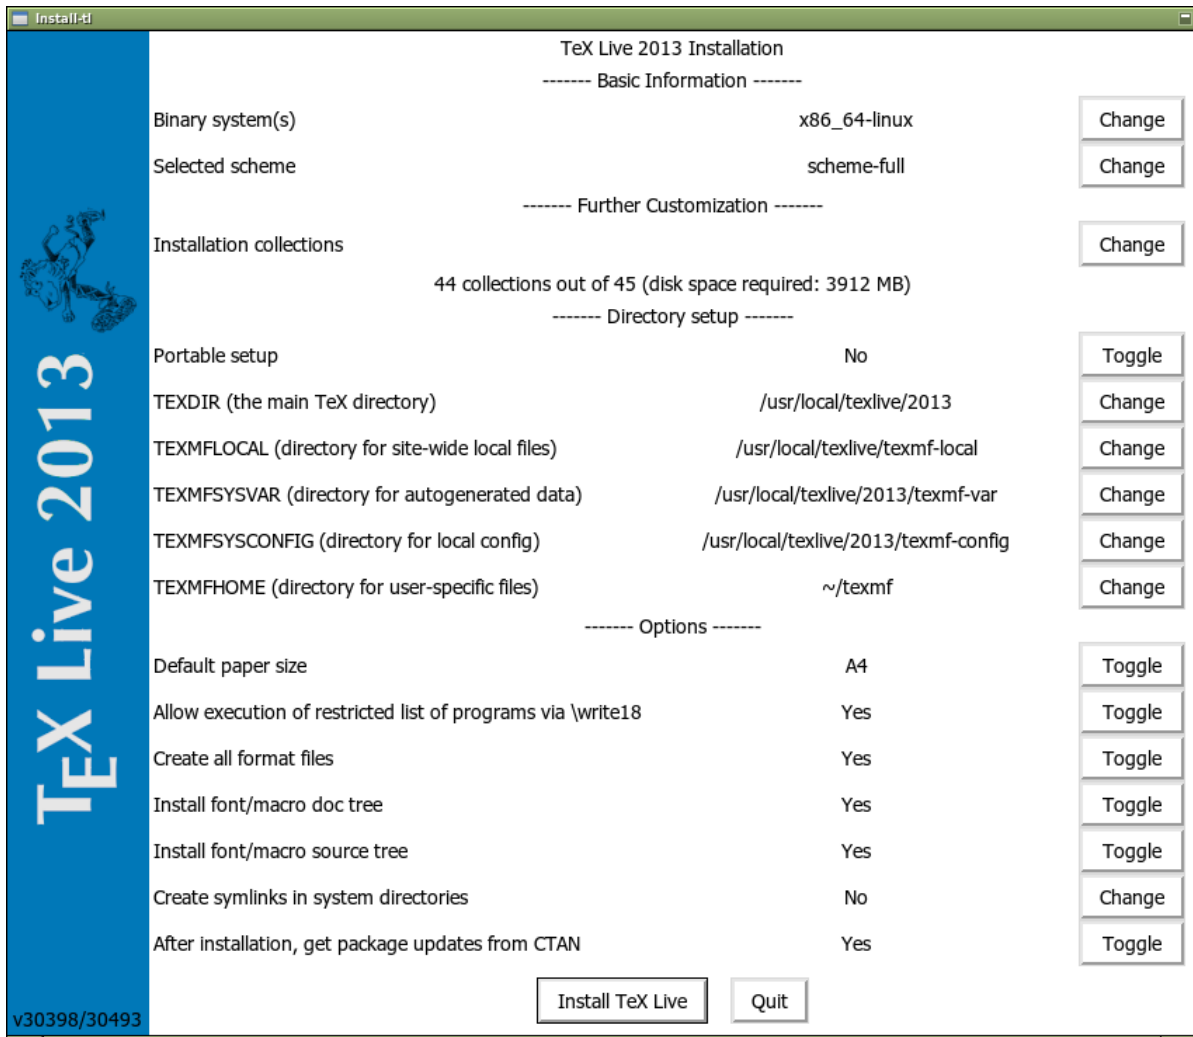 install-tl
TeX Live 2013 Installation
------- Basic Information -------
Binary system(s) x86_64-linux Change
Selected scheme scheme-full Change
------- Further Customization -------
Installation collections Change
44 collections out of 45 (disk space required: 3912 MB)
------- Directory setup -------
Portable setup No Toggle
TEXDIR (the main TeX directory) /usr/local/texlive/2013 Change
TEXMFLOCAL (directory for site-wide local files) /usr/local/texlive/texmf-local Change
TEXMFSYSVAR (directory for autogenerated data) /usr/local/texlive/2013/texmf-var Change
TEXMFSYSCONFIG (directory for local config) /usr/local/texlive/2013/texmf-config Change
TEXMFHOME (directory for user-specific files) ~/texmf Change
------- Options -------
Default paper size A4 Toggle
Allow execution of restricted list of programs via \write18 Yes Toggle
Create all format files Yes Toggle
Install font/macro doc tree Yes Toggle
Install font/macro source tree Yes Toggle
Create symlinks in system directories No Change
After installation, get package updates from CTAN Yes Toggle
Install TeX Live Quit
TEX Live 2013
v30398/30493